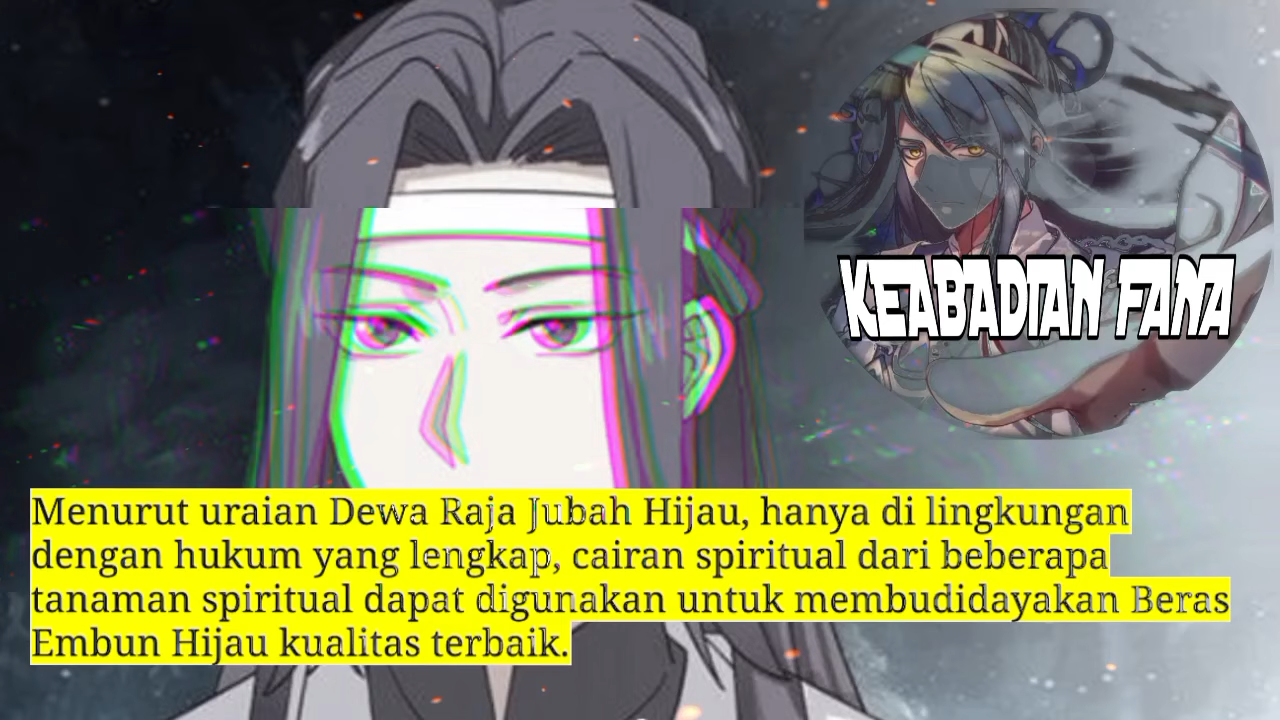 KEABADIAN FANA
Menurut uraian Dewa Raja Jubah Hijau, hanya di lingkungan
dengan hukum yang lengkap, cairan spiritual dari beberapa
tanaman spiritual dapat digunakan untuk membudidayakan Beras
Embun Hijau kualitas terbaik.